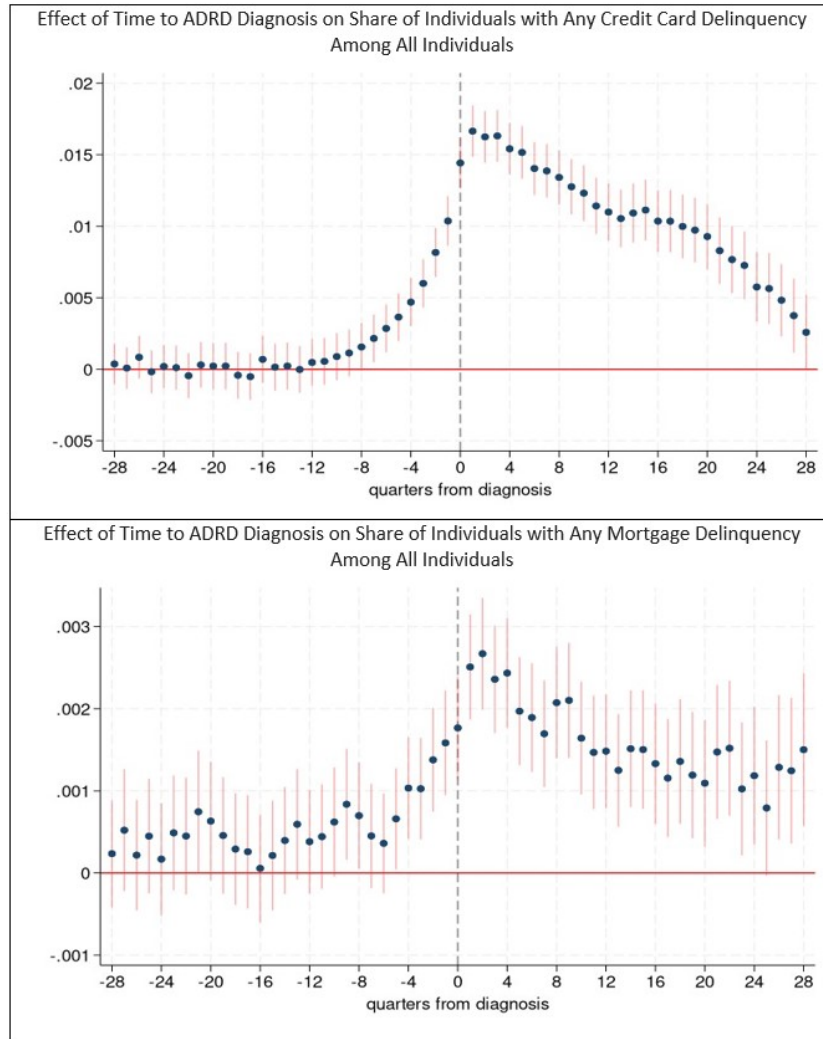 Effect of Time to ADRD Diagnosis on Share of Individuals with Any Credit Card Delinquency
Among All Individuals
.02
.015
.01
.005
0
-.005
-28 -24 -20 -16 -12 -8 -4 0 4 8 12 16 20 24 28
quarters from diagnosis
Effect of Time to ADRD Diagnosis on Share of Individuals with Any Mortgage Delinquency
Among All Individuals
.003
.002
.001
0
-.001
-28 -24 -20 -16 -12 -8 -4 0 4 8 12 16 20 24 28
quarters from diagnosis